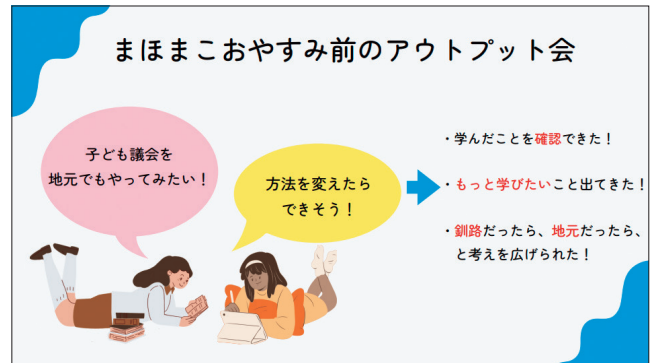 まほまこおやすみ前のアウトプット会
子ども議会を
地元でもやってみたい！
方法を変えたら
できそう！
・学んだことを確認できた！
・もっと学びたいこと出てきた！
・釧路だったら、地元だったら、
と考えを広げられた！